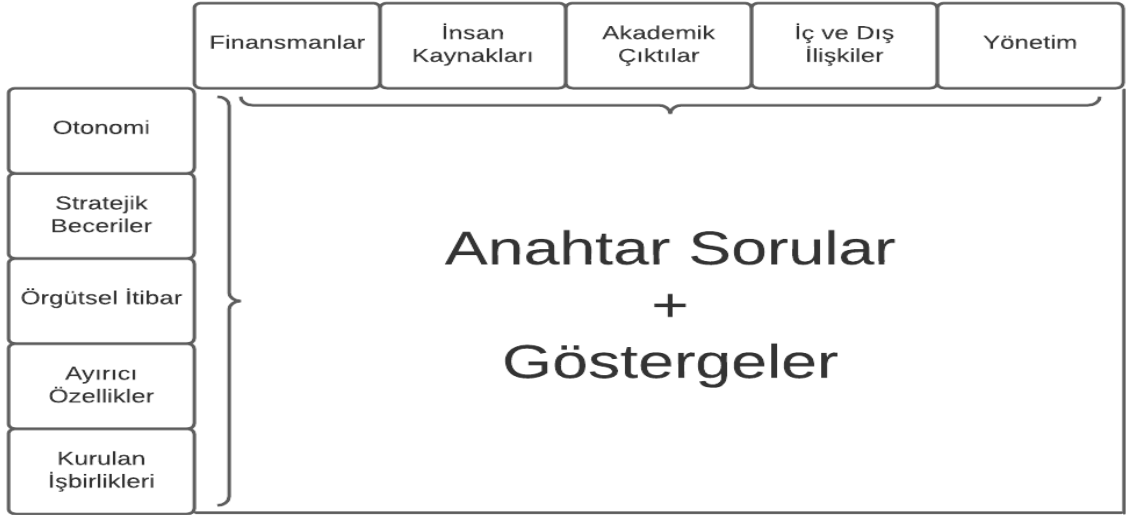 Finansmanlar
İnsan
Kaynakları
Akademik
Çıktılar
İç ve Dış
İlişkiler
Yönetim
Otonomi
Stratejik
Beceriler
Örgütsel İtibar
Ayırıcı
Özellikler
Kurulan
İşbirlikleri
Anahtar Sorular
+
Göstergeler